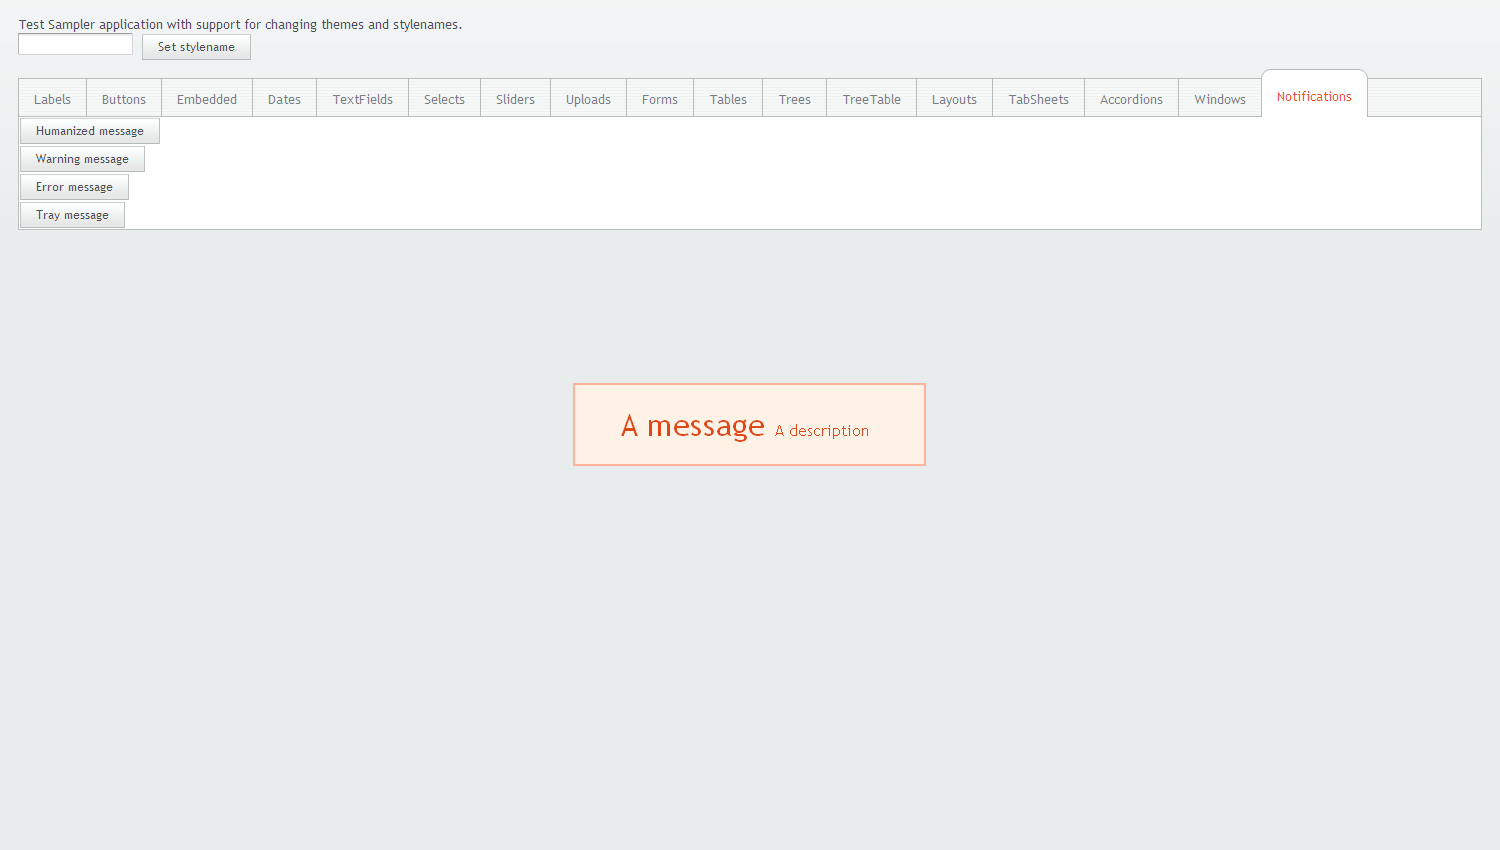 Test Sampler application with support for changing themes and stylenames.
Set stylename
Labels Buttons Embedded Dates TextFields Selects Sliders Uploads Forms Tables Trees TreeTable Layouts TabSheets Accordions Windows Notifications
Humanized message
Warning message
Error message
Tray message
A message A description